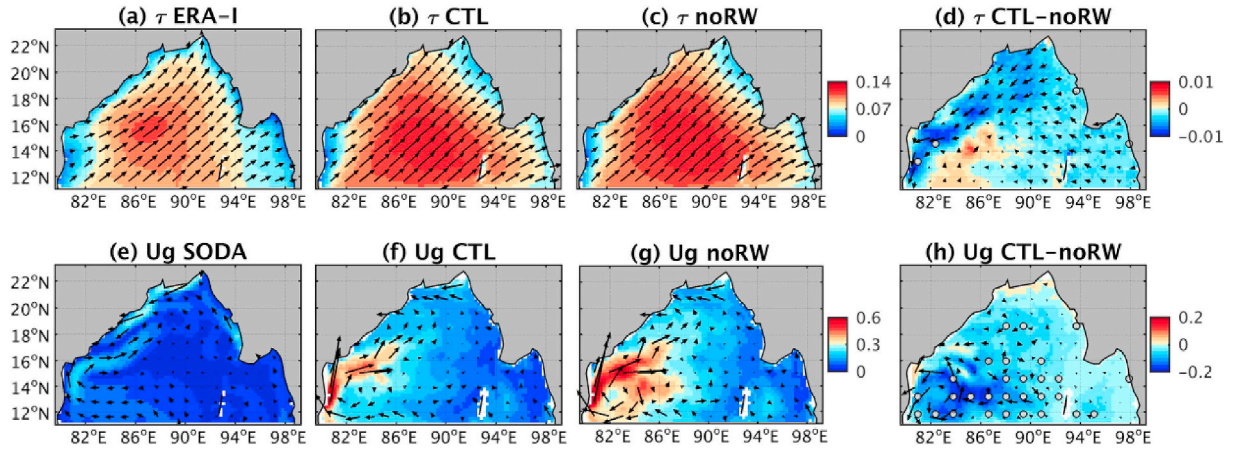 (a) τ ERA-I (b) τ CTL (c) τ noRW (d) τ CTL-noRW
22°N
20°N
18°N 0.14 0.01
16°N 0.07 0
14°N 0 -0.01
12°N
82°E 86°E 90°E 94°E 98°E 82°E 86°E 90°E 94°E 98°E 82°E 86°E 90°E 94°E 98°E 82°E 86°E 90°E 94°E 98°E
(e) Ug SODA (f) Ug CTL (g) Ug noRW (h) Ug CTL-noRW
22°N
20°N
18°N 0.6 0.2
16°N 0.3 0
14°N 0 -0.2
12°N
82°E 86°E 90°E 94°E 98°E 82°E 86°E 90°E 94°E 98°E 82°E 86°E 90°E 94°E 98°E 82°E 86°E 90°E 94°E 98°E